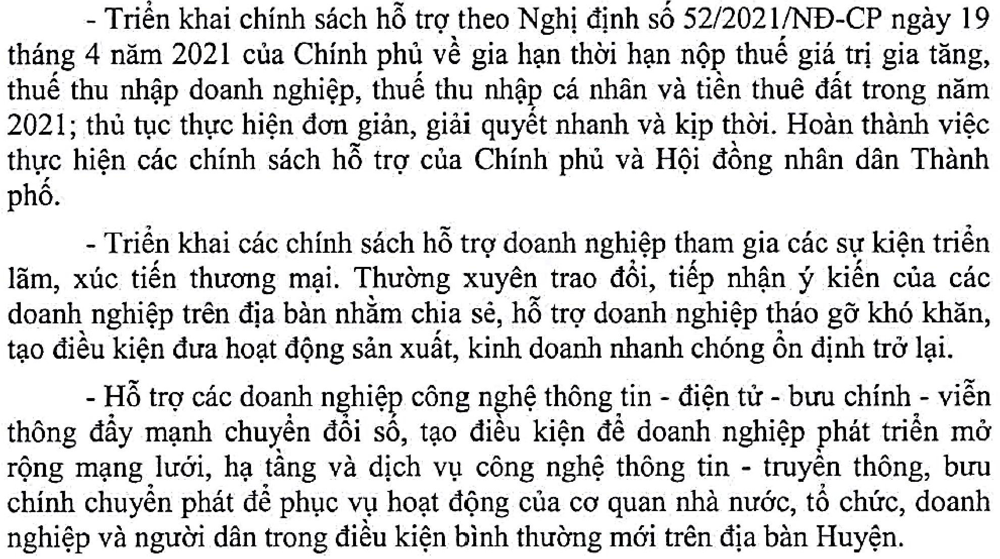 - Triển khai chính sách hỗ trợ theo Nghị định số 52/2021/NĐ-CP ngày 19
tháng 4 năm 2021 của Chính phủ về gia hạn thời hạn nộp thuế giá trị gia tăng,
thuế thu nhập doanh nghiệp, thuế thu nhập cá nhân và tiền thuê đất trong năm
2021; thủ tục thực hiện đơn giản, giải quyết nhanh và kịp thời. Hoàn thành việc
thực hiện các chính sách hỗ trợ của Chính phủ và Hội đồng nhân dân Thành
phố.
- Triển khai các chính sách hỗ trợ doanh nghiệp tham gia các sự kiện triển
lãm, xúc tiến thương mại. Thường xuyên trao đổi, tiếp nhận ý kiến của các
doanh nghiệp trên địa bàn nhằm chia sẻ, hỗ trợ doanh nghiệp tháo gỡ khó khăn,
tạo điều kiện đưa hoạt động sản xuất, kinh doanh nhanh chóng ổn định trở lại.
- Hỗ trợ các doanh nghiệp công nghệ thông tin - điện tử - bưu chính - viễn
thông đẩy mạnh chuyển đổi số, tạo điều kiện để doanh nghiệp phát triển mở
rộng mạng lưới, hạ tầng và dịch vụ công nghệ thông tin - truyền thông, bưu
chính chuyển phát để phục vụ hoạt động của cơ quan nhà nước, tổ chức, doanh
nghiệp và người dân trong điều kiện bình thường mới trên địa bàn Huyện.